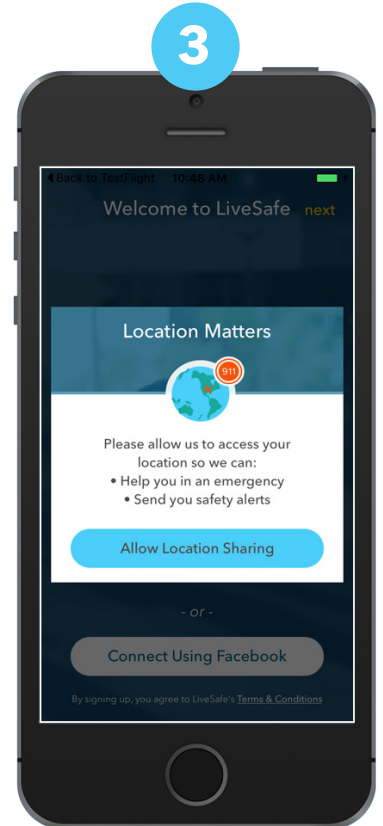 3
Back to TestFlight 10:48 AM
Welcome to LiveSafe next
Location Matters
911
Please allow us to access your
location so we can:
• Help you in an emergency
• Send you safety alerts
Allow Location Sharing
- or -
Connect Using Facebook
By signing up, you agree to LiveSafe's Terms & Conditions